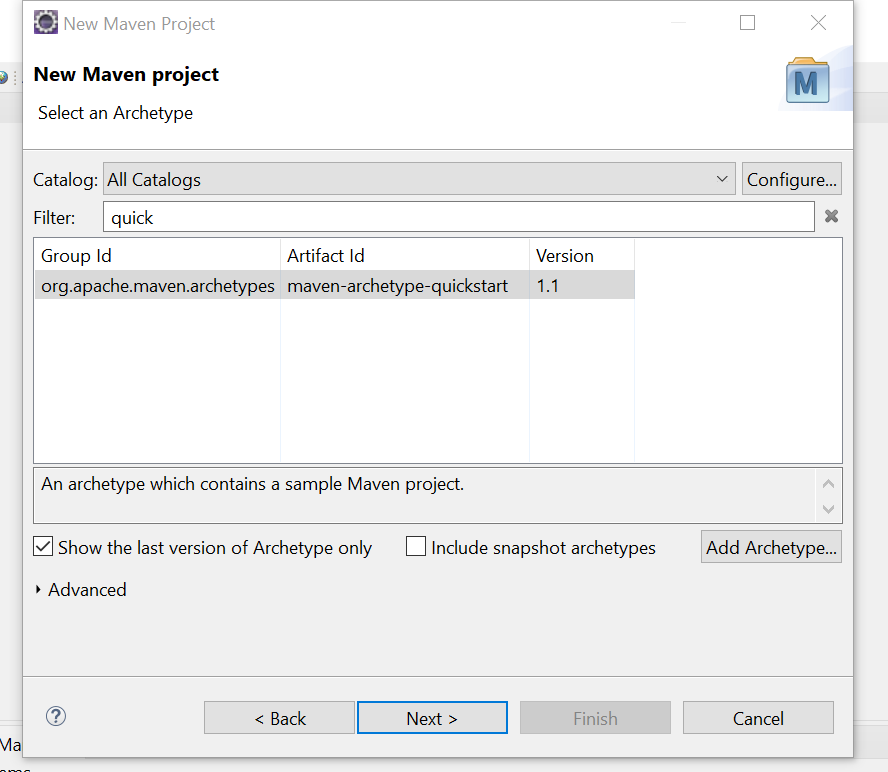 New Maven Project
New Maven project
Select an Archetype
M
Catalog: All Catalogs Configure...
Filter: quick
Group Id Artifact Id Version
org.apache.maven.archetypes maven-archetype-quickstart 1.1
An archetype which contains a sample Maven project.
Show the last version of Archetype only Include snapshot archetypes Add Archetype...
Advanced
? < Back Next > Finish Cancel
Ma